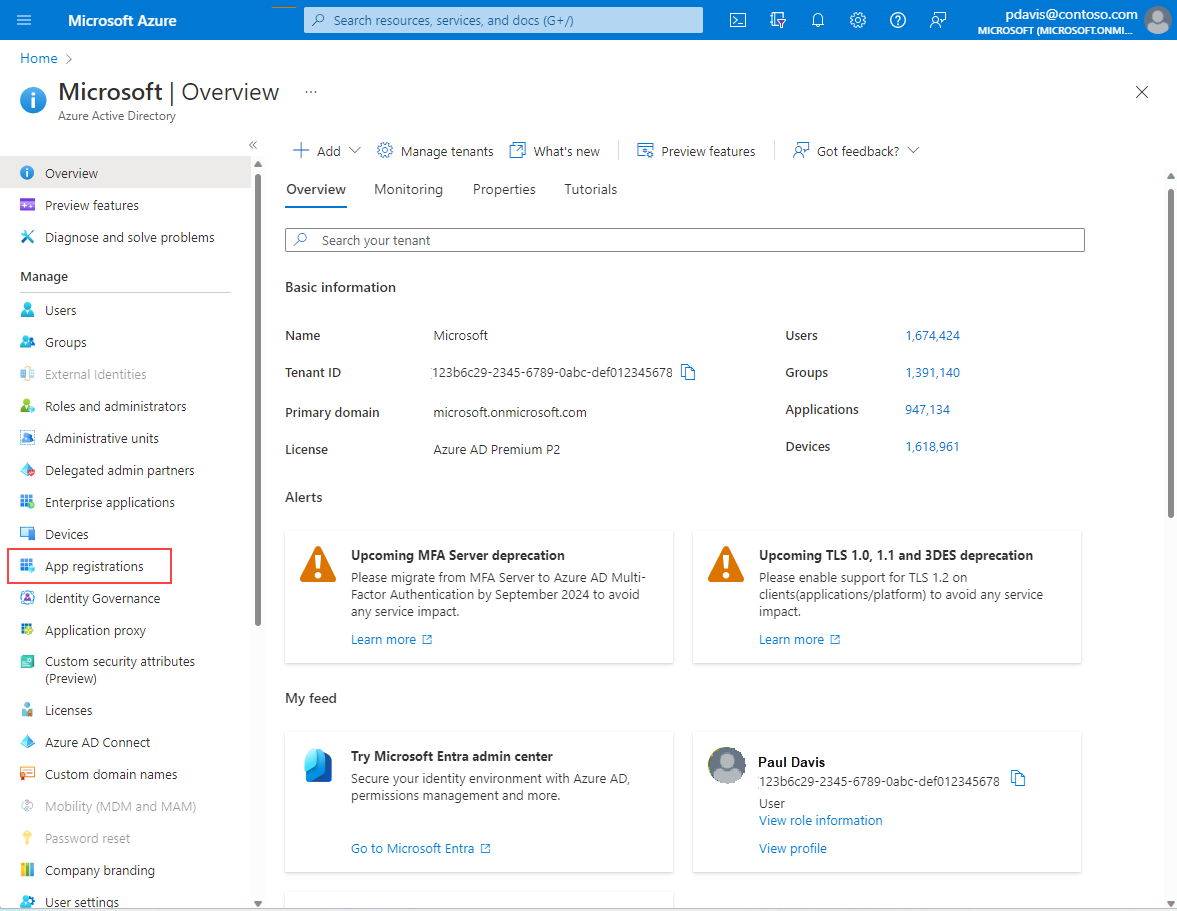 Microsoft Azure
Search resources, services, and docs (G+/)
pdavis@contoso.com
MICROSOFT (MICROSOFT.ONMI...
Home
Microsoft | Overview
...
Azure Active Directory
Overview
Preview features
Diagnose and solve problems
Manage
Users
Groups
External Identities
Roles and administrators
Administrative units
Delegated admin partners
Enterprise applications
Devices
App registrations
Identity Governance
Application proxy
Custom security attributes
(Preview)
Licenses
Azure AD Connect
Custom domain names
Mobility (MDM and MAM)
Password reset
Company branding
User settings
Add
Manage tenants
What's new
Preview features
Got feedback?
Overview
Monitoring
Properties
Tutorials
Search your tenant
Basic information
Name
Microsoft
Tenant ID
123b6c29-2345-6789-0abc-def012345678
Primary domain
microsoft.onmicrosoft.com
License
Azure AD Premium P2
Users
1,674,424
Groups
1,391,140
Applications
947,134
Devices
1,618,961
Alerts
Upcoming MFA Server deprecation
Please migrate from MFA Server to Azure AD Multi-
Factor Authentication by September 2024 to avoid
any service impact.
Learn more
Upcoming TLS 1.0, 1.1 and 3DES deprecation
Please enable support for TLS 1.2 on
clients(applications/platform) to avoid any service
impact.
Learn more
My feed
Try Microsoft Entra admin center
Secure your identity environment with Azure AD,
permissions management and more.
Go to Microsoft Entra
Paul Davis
123b6c29-2345-6789-0abc-def012345678
User
View role information
View profile